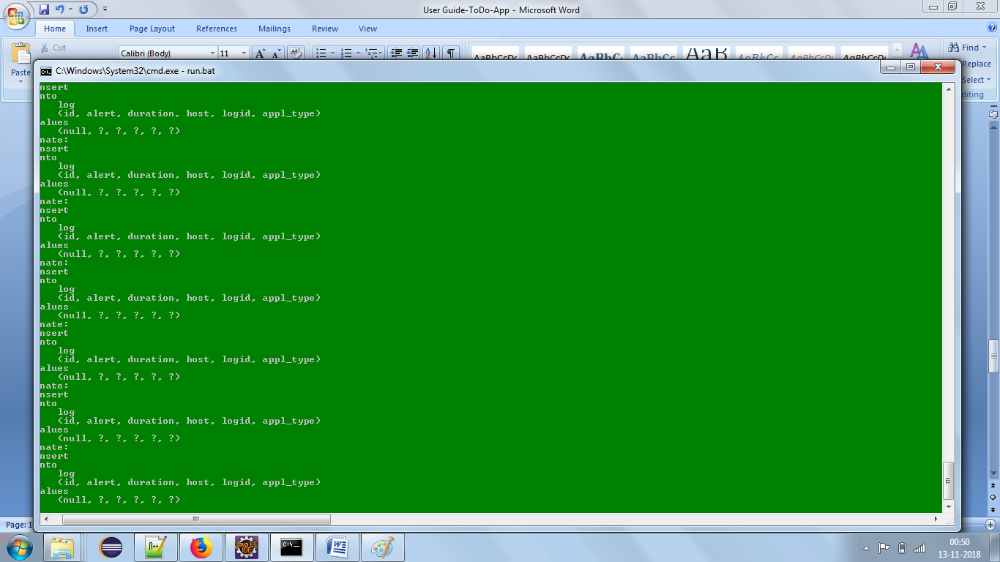 User Guide-ToDo-App - Microsoft Word
Home Insert Page Layout References Mailings Review View
Cut
Paste
Calibri (Body) 11
AaBbCcDc AaBbCcDc AaBbC AaBbCc AaB AaBbCc. AaBbCcDc AaBbCcDc
Find
Replace
Select
diting
C:\Windows\System32\cmd.exe - run.bat
nsert
nto
log
(id, alert, duration, host, logid, appl_type)
alues
(null, ?, ?, ?, ?, ?)
nate:
nsert
nto
log
(id, alert, duration, host, logid, appl_type)
alues
(null, ?, ?, ?, ?, ?)
nate:
nsert
nto
log
(id, alert, duration, host, logid, appl_type)
alues
(null, ?, ?, ?, ?, ?)
nate:
nsert
nto
log
(id, alert, duration, host, logid, appl_type)
alues
(null, ?, ?, ?, ?, ?)
nate:
nsert
nto
log
(id, alert, duration, host, logid, appl_type)
alues
(null, ?, ?, ?, ?, ?)
nate:
nsert
nto
log
(id, alert, duration, host, logid, appl_type)
alues
(null, ?, ?, ?, ?, ?)
nate:
nsert
nto
log
(id, alert, duration, host, logid, appl_type)
alues
(null, ?, ?, ?, ?, ?)
Page: 1
Java EE
IDE
C:\
00:50
13-11-2018